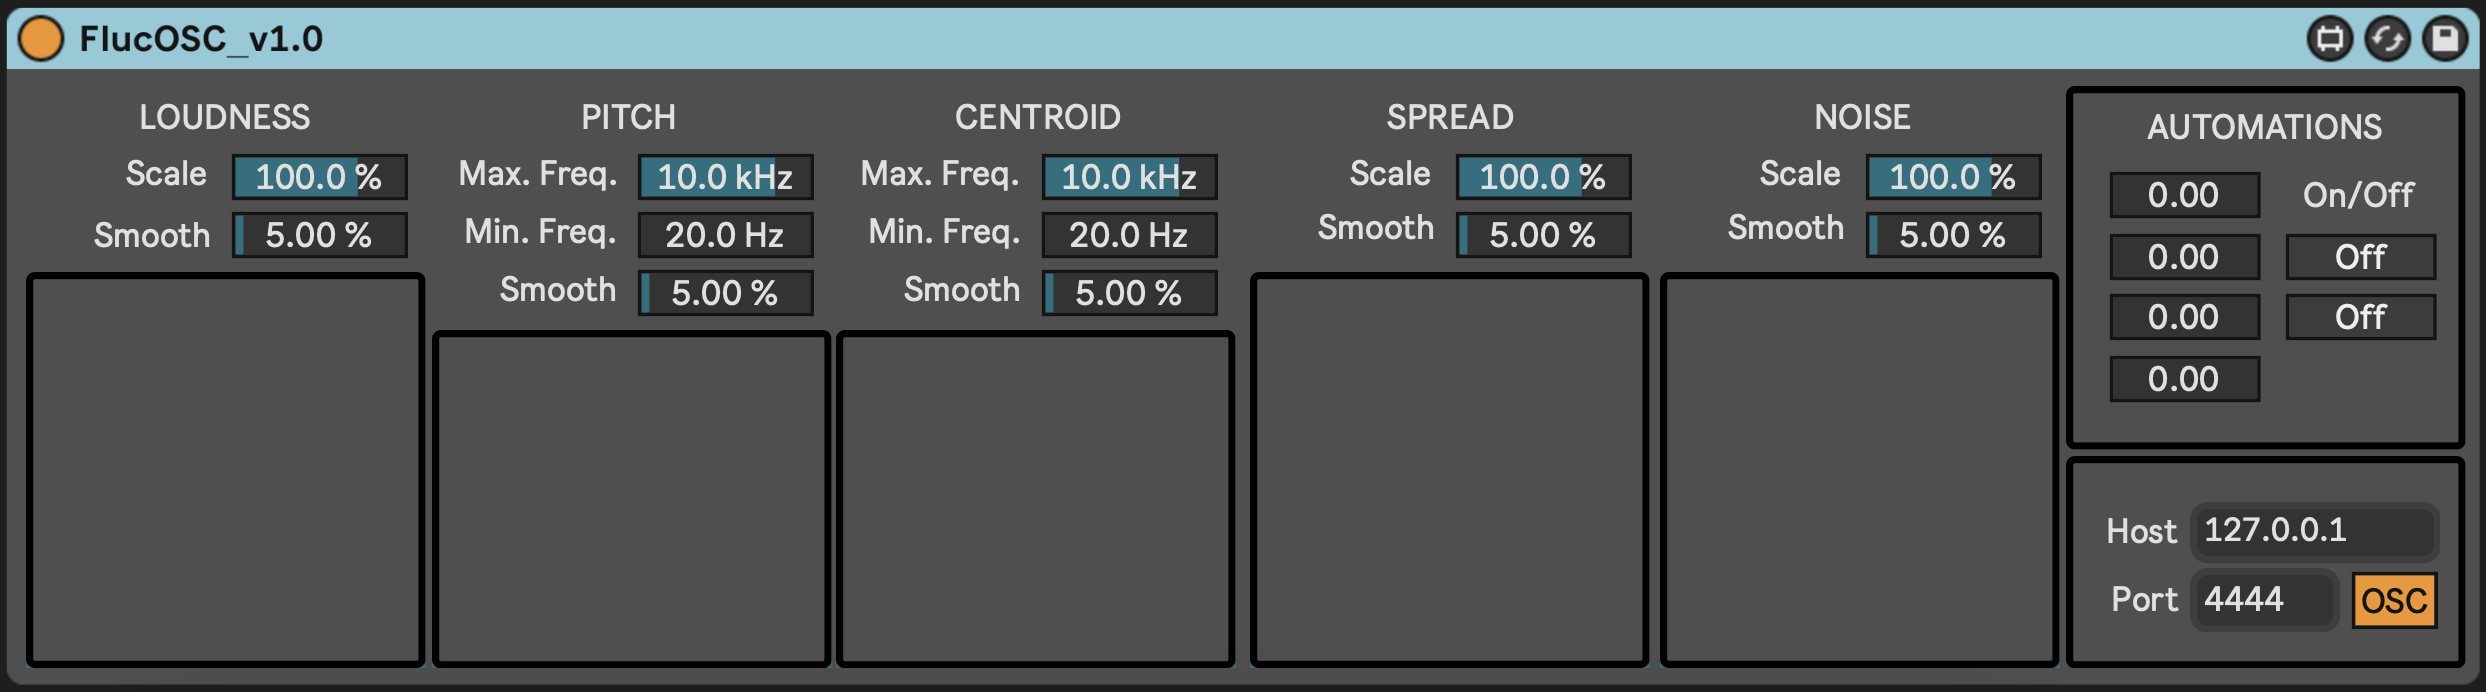 FlucOSC_v1.0
LOUDNESS
Scale 100.0 %
Smooth 5.00 %
PITCH
Max. Freq. 10.0 kHz
Min. Freq. 20.0 Hz
Smooth 5.00 %
CENTROID
Max. Freq. 10.0 kHz
Min. Freq. 20.0 Hz
Smooth 5.00 %
SPREAD
Scale 100.0 %
Smooth 5.00 %
NOISE
Scale 100.0 %
Smooth 5.00 %
AUTOMATIONS
0.00 On/Off
0.00 Off
0.00 Off
0.00
Host 127.0.0.1
Port 4444 OSC